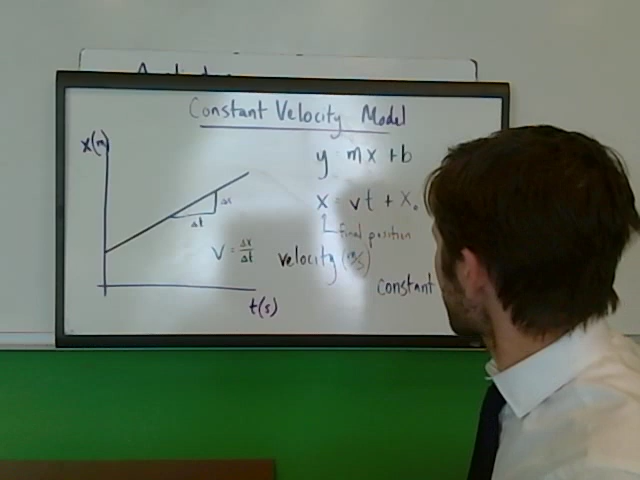 Constant Velocity Model
x(m)
y = mx + b
Δx
x = vt + x₀
Δt
final position
V = Δx/Δt
velocity (m/s)
constant
t(s)